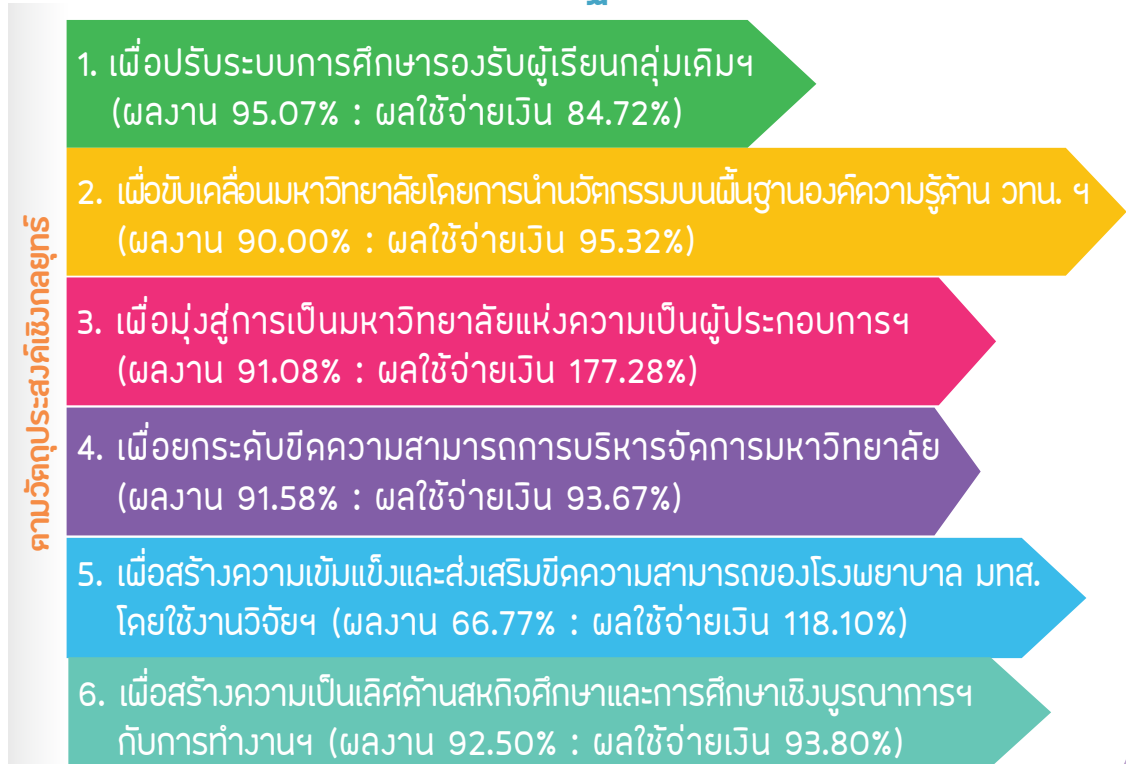 ตามวัตถุประสงค์เชิงกลยุทธ์
1. เพื่อปรับระบบการศึกษารองรับผู้เรียนกลุ่มเดิมฯ
(ผลงาน 95.07% : ผลใช้จ่ายเงิน 84.72%)
2. เพื่อขับเคลื่อนมหาวิทยาลัยโดยการนำนวัตกรรมบนพื้นฐานองค์ความรู้ด้าน วทน. ฯ
(ผลงาน 90.00% : ผลใช้จ่ายเงิน 95.32%)
3. เพื่อมุ่งสู่การเป็นมหาวิทยาลัยแห่งความเป็นผู้ประกอบการฯ
(ผลงาน 91.08% : ผลใช้จ่ายเงิน 177.28%)
4. เพื่อยกระดับขีดความสามารถการบริหารจัดการมหาวิทยาลัย
(ผลงาน 91.58% : ผลใช้จ่ายเงิน 93.67%)
5. เพื่อสร้างความเข้มแข็งและส่งเสริมขีดความสามารถของโรงพยาบาล มทส.
โดยใช้งานวิจัยฯ (ผลงาน 66.77% : ผลใช้จ่ายเงิน 118.10%)
6. เพื่อสร้างความเป็นเลิศด้านสหกิจศึกษาและการศึกษาเชิงบูรณาการฯ
กับการทำงานฯ (ผลงาน 92.50% : ผลใช้จ่ายเงิน 93.80%)